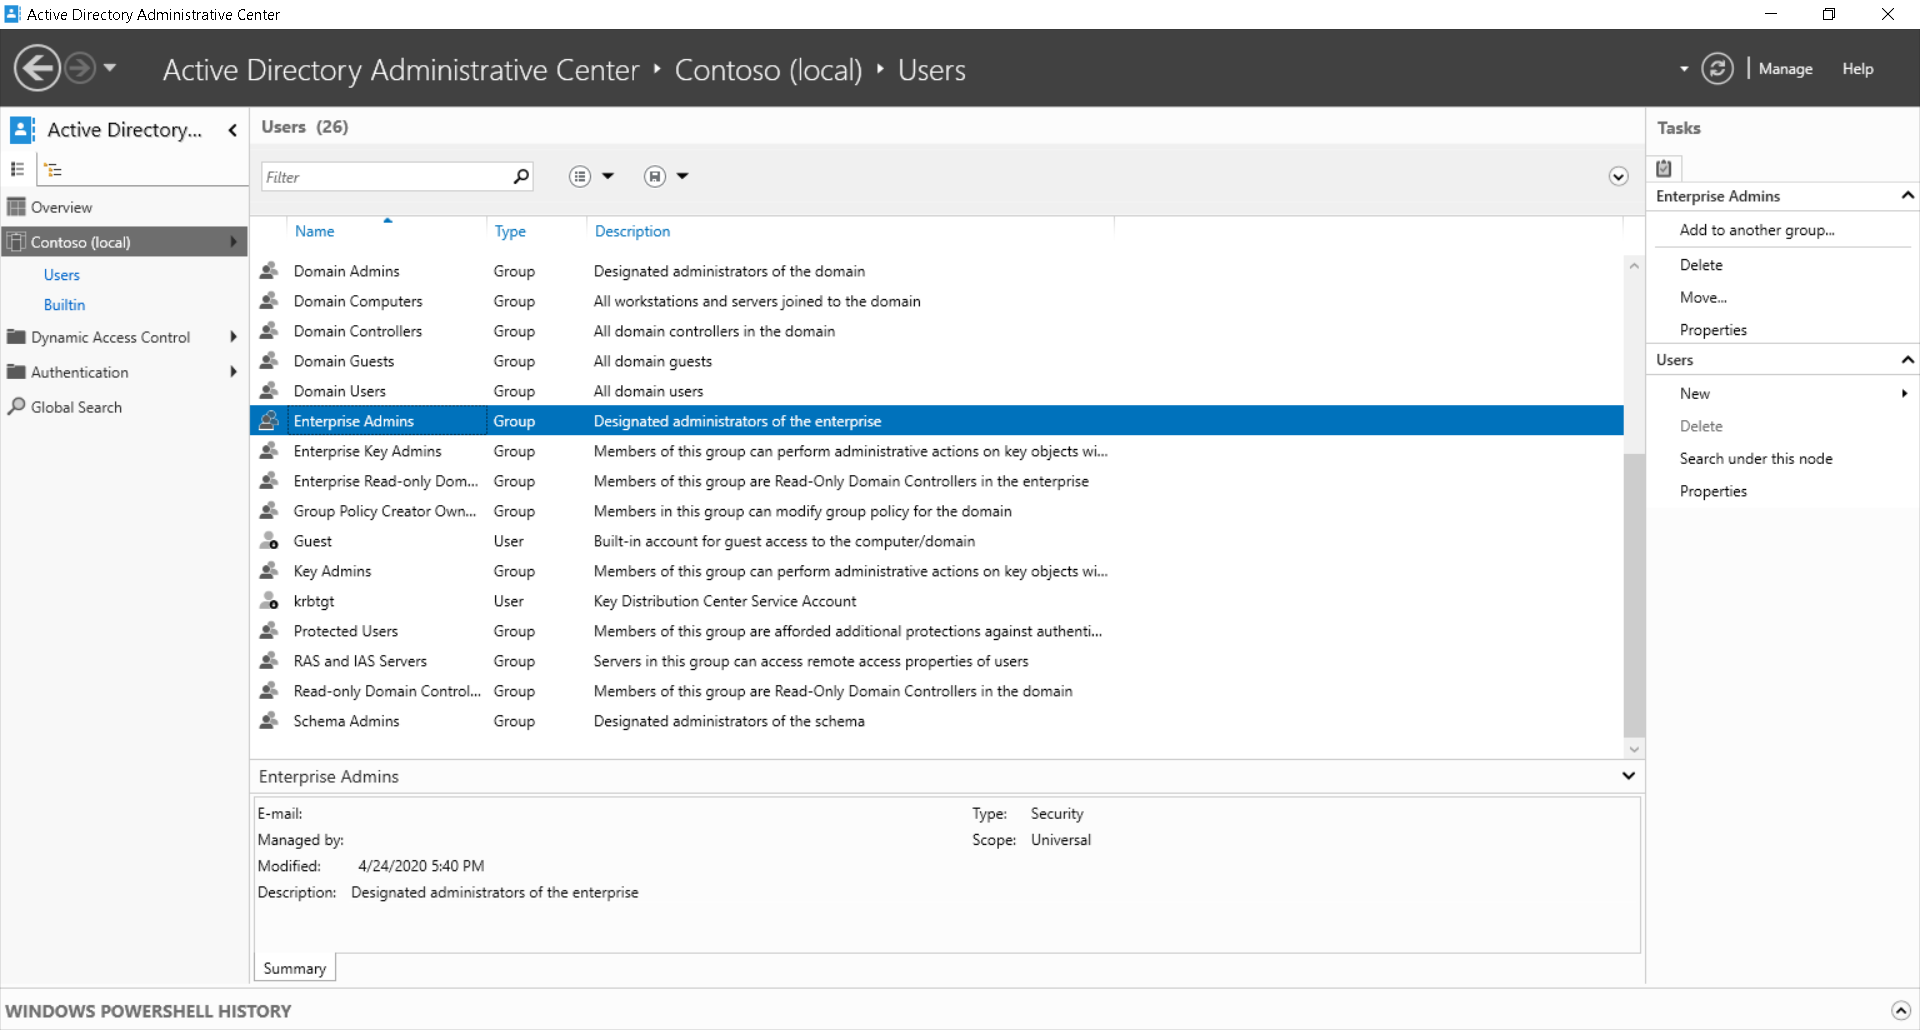 Active Directory Administrative Center
Active Directory Administrative Center • Contoso (local) • Users
Manage
Help
Active Directory...
Overview
Contoso (local)
Users
Builtin
Dynamic Access Control
Authentication
Global Search
Users (26)
Filter
Name Type Description
Domain Admins Group Designated administrators of the domain
Domain Computers Group All workstations and servers joined to the domain
Domain Controllers Group All domain controllers in the domain
Domain Guests Group All domain guests
Domain Users Group All domain users
Enterprise Admins Group Designated administrators of the enterprise
Enterprise Key Admins Group Members of this group can perform administrative actions on key objects wi...
Enterprise Read-only Dom... Group Members of this group are Read-Only Domain Controllers in the enterprise
Group Policy Creator Own... Group Members in this group can modify group policy for the domain
Guest User Built-in account for guest access to the computer/domain
Key Admins Group Members of this group can perform administrative actions on key objects wi...
krbtgt User Key Distribution Center Service Account
Protected Users Group Members of this group are afforded additional protections against authenti...
RAS and IAS Servers Group Servers in this group can access remote access properties of users
Read-only Domain Control... Group Members of this group are Read-Only Domain Controllers in the domain
Schema Admins Group Designated administrators of the schema
Enterprise Admins
E-mail: Type: Security
Managed by: Scope: Universal
Modified: 4/24/2020 5:40 PM
Description: Designated administrators of the enterprise
Summary
Tasks
Enterprise Admins
Add to another group...
Delete
Move...
Properties
Users
New
Delete
Search under this node
Properties
WINDOWS POWERSHELL HISTORY